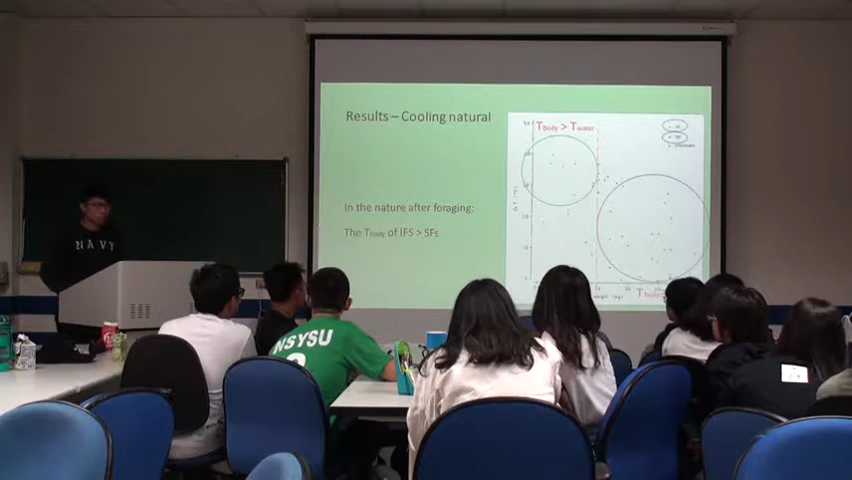 Results – Cooling natural
Tbody > Twater
In the nature after foraging:
The Tbody of IFS > SFs
NAVY
NSYSU